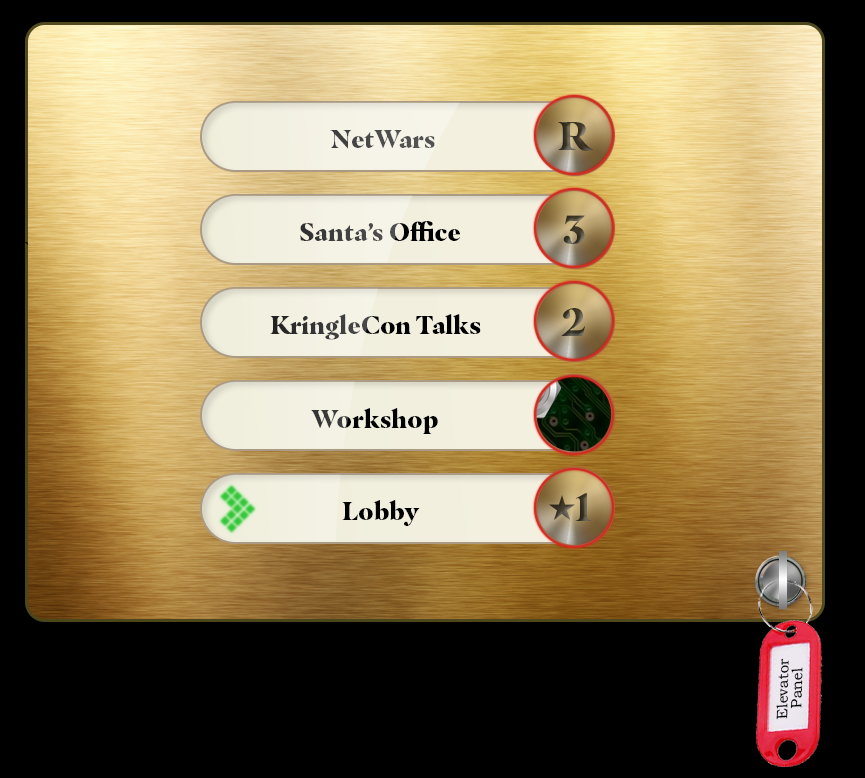 NetWars R
Santa's Office 3
KringleCon Talks 2
Workshop
Lobby ★1
Elevator
Panel